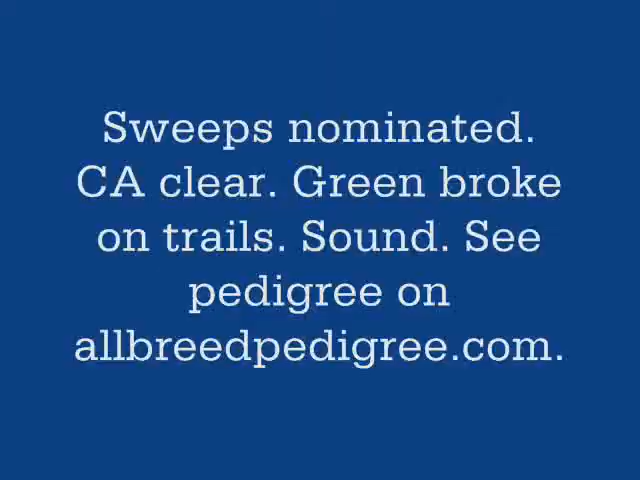 Sweeps nominated.
CA clear. Green broke
on trails. Sound. See
pedigree on
allbreedpedigree.com.